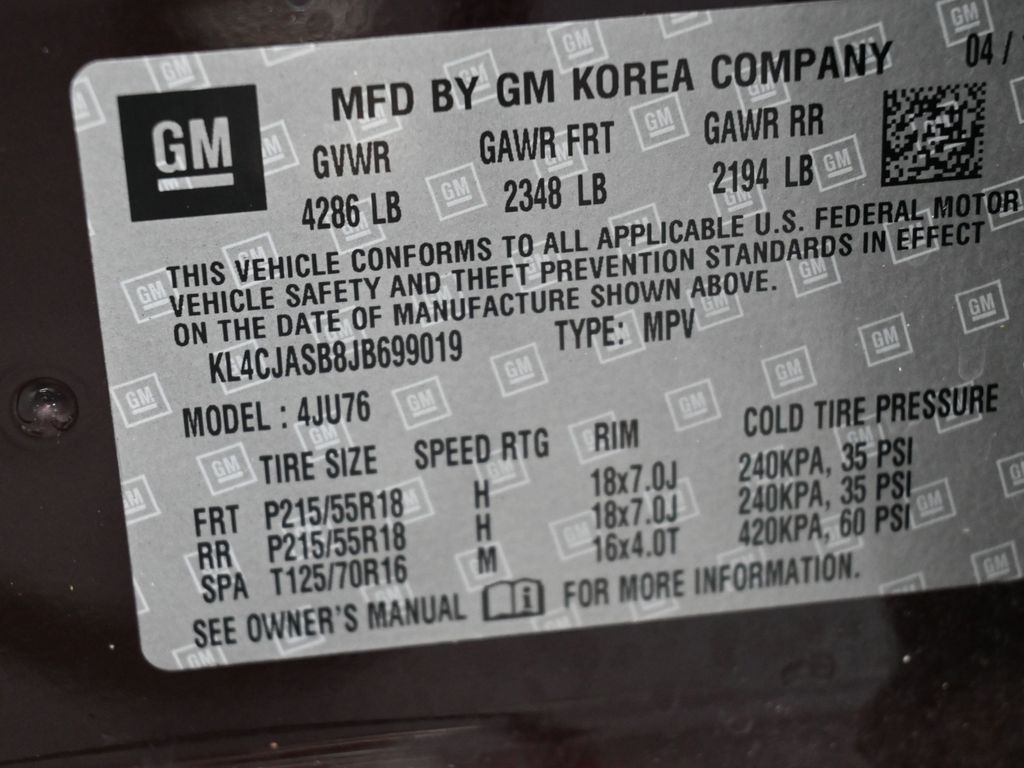 GM
MFD BY GM KOREA COMPANY 04 /
GVWR GAWR FRT GAWR RR
4286 LB 2348 LB 2194 LB
THIS VEHICLE CONFORMS TO ALL APPLICABLE U.S. FEDERAL MOTOR
VEHICLE SAFETY AND THEFT PREVENTION STANDARDS IN EFFECT
ON THE DATE OF MANUFACTURE SHOWN ABOVE.
KL4CJASB8JB699019 TYPE: MPV
MODEL : 4JU76
TIRE SIZE SPEED RTG RIM COLD TIRE PRESSURE
FRT P215/55R18 H 18x7.0J 240KPA, 35 PSI
RR P215/55R18 H 18x7.0J 240KPA, 35 PSI
SPA T125/70R16 M 16x4.0T 420KPA, 60 PSI
SEE OWNER'S MANUAL i FOR MORE INFORMATION.